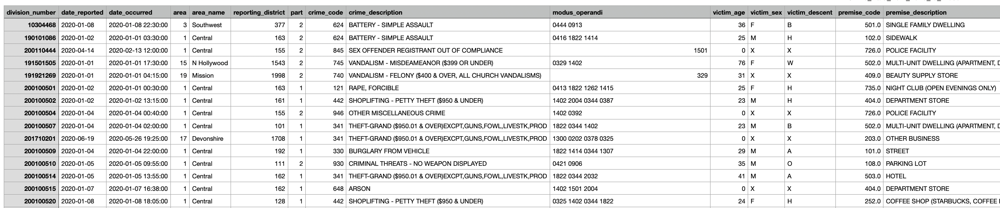 division_number date_reported date_occurred area area_name reporting_district part crime_code crime_description modus_operandi victim_age victim_sex victim_descent premise_code premise_description
10304468 2020-01-08 2020-01-08 22:30:00 3 Southwest 377 2 624 BATTERY - SIMPLE ASSAULT 0444 0913 36 F B 501.0 SINGLE FAMILY DWELLING
190101086 2020-01-02 2020-01-01 03:30:00 1 Central 163 2 624 BATTERY - SIMPLE ASSAULT 0416 1822 1414 25 M H 102.0 SIDEWALK
200110444 2020-04-14 2020-02-13 12:00:00 1 Central 155 2 845 SEX OFFENDER REGISTRANT OUT OF COMPLIANCE 1501 0 X X 726.0 POLICE FACILITY
191501505 2020-01-01 2020-01-01 17:30:00 15 N Hollywood 1543 2 745 VANDALISM - MISDEAMEANOR ($399 OR UNDER) 0329 1402 76 F W 502.0 MULTI-UNIT DWELLING (APARTMENT,
191921269 2020-01-01 2020-01-01 04:15:00 19 Mission 1998 2 740 VANDALISM - FELONY ($400 & OVER, ALL CHURCH VANDALISMS) 329 31 X X 409.0 BEAUTY SUPPLY STORE
200100501 2020-01-02 2020-01-01 00:30:00 1 Central 163 1 121 RAPE, FORCIBLE 0413 1822 1262 1415 25 F H 735.0 NIGHT CLUB (OPEN EVENINGS ONLY)
200100502 2020-01-02 2020-01-02 13:15:00 1 Central 161 1 442 SHOPLIFTING - PETTY THEFT ($950 & UNDER) 1402 2004 0344 0387 23 M H 404.0 DEPARTMENT STORE
200100504 2020-01-04 2020-01-04 00:40:00 1 Central 155 2 946 OTHER MISCELLANEOUS CRIME 1402 0392 0 X X 726.0 POLICE FACILITY
200100507 2020-01-04 2020-01-04 02:00:00 1 Central 101 1 341 THEFT-GRAND ($950.01 & OVER)EXCPT,GUNS,FOWL,LIVESTK,PROD 1822 0344 1402 23 M B 502.0 MULTI-UNIT DWELLING (APARTMENT,
201710201 2020-06-19 2020-05-26 19:25:00 17 Devonshire 1708 1 341 THEFT-GRAND ($950.01 & OVER)EXCPT,GUNS,FOWL,LIVESTK,PROD 1300 0202 0378 0325 0 X X 203.0 OTHER BUSINESS
200100509 2020-01-04 2020-01-04 22:00:00 1 Central 192 1 330 BURGLARY FROM VEHICLE 1822 1414 0344 1307 29 M A 101.0 STREET
200100510 2020-01-05 2020-01-05 09:55:00 1 Central 111 2 930 CRIMINAL THREATS - NO WEAPON DISPLAYED 0421 0906 35 M O 108.0 PARKING LOT
200100514 2020-01-05 2020-01-05 13:55:00 1 Central 162 1 341 THEFT-GRAND ($950.01 & OVER)EXCPT,GUNS,FOWL,LIVESTK,PROD 1822 0344 2032 41 M A 503.0 HOTEL
200100515 2020-01-07 2020-01-07 16:38:00 1 Central 162 1 648 ARSON 1402 1501 2004 0 X X 404.0 DEPARTMENT STORE
200100520 2020-01-08 2020-01-08 18:05:00 1 Central 128 1 442 SHOPLIFTING - PETTY THEFT ($950 & UNDER) 0325 1402 0344 1822 24 F H 252.0 COFFEE SHOP (STARBUCKS, COFFEE